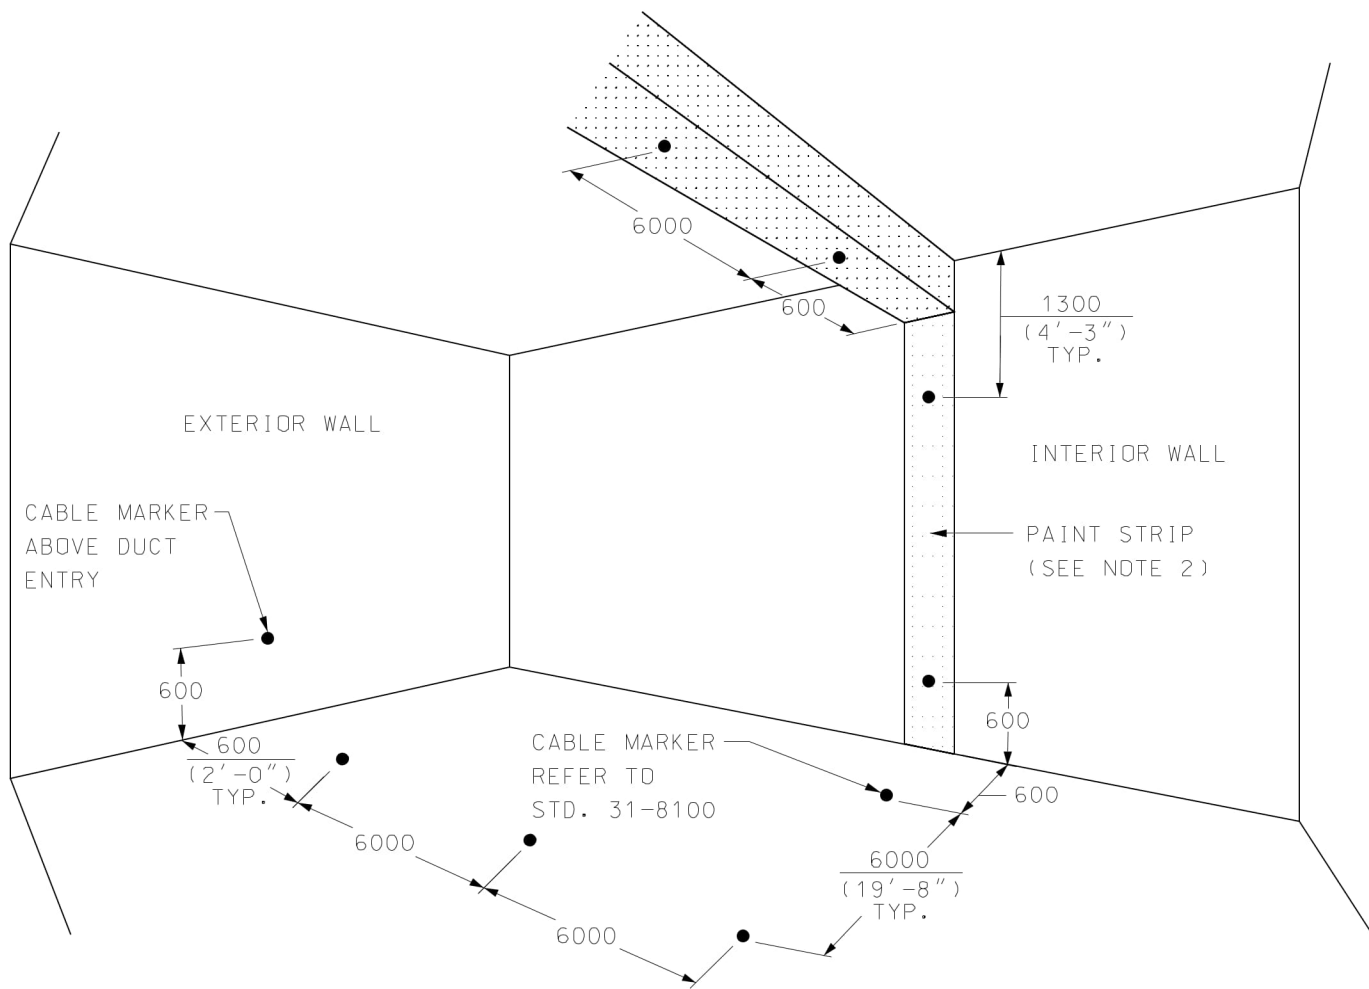 6000
600
1300
(4'-3")
TYP.
EXTERIOR WALL
INTERIOR WALL
CABLE MARKER
ABOVE DUCT
ENTRY
PAINT STRIP
(SEE NOTE 2)
600
600
600
(2'-0")
TYP.
CABLE MARKER
REFER TO
STD. 31-8100
600
6000
6000
(19'-8")
TYP.
6000